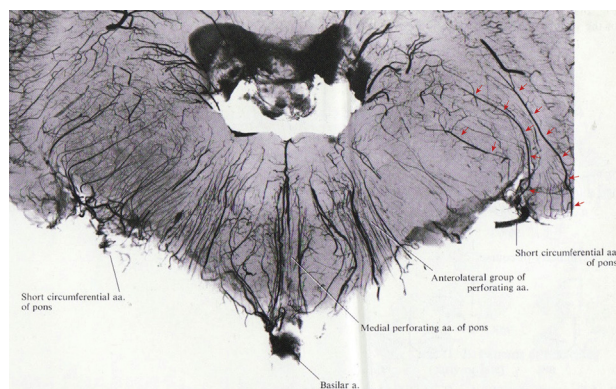 Short circumferential aa
of pons
Anterolateral group of
perforating aa.
Short circumferential aa.
of pons
Medial perforating aa. of pons
Basilar a.